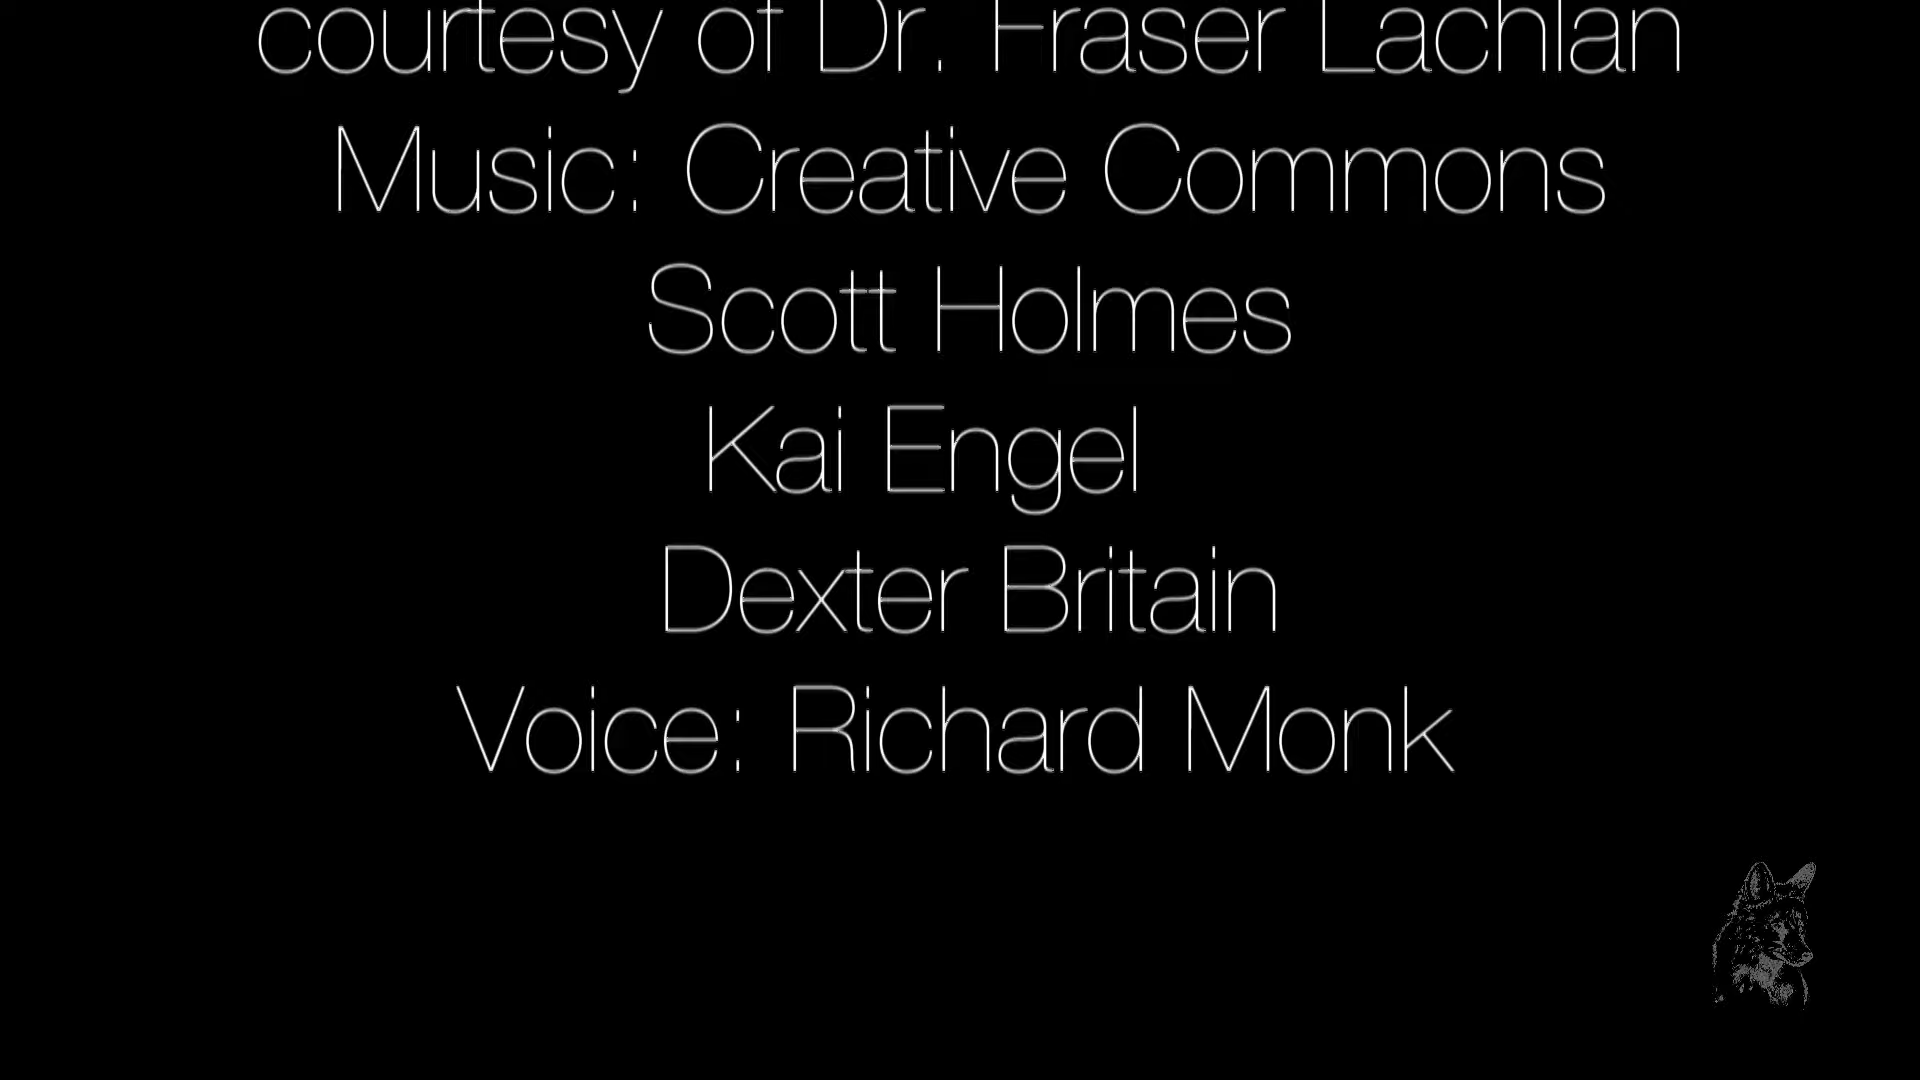 courtesy of Dr. Fraser Lachlan
Music: Creative Commons
Scott Holmes
Kai Engel
Dexter Britain
Voice: Richard Monk